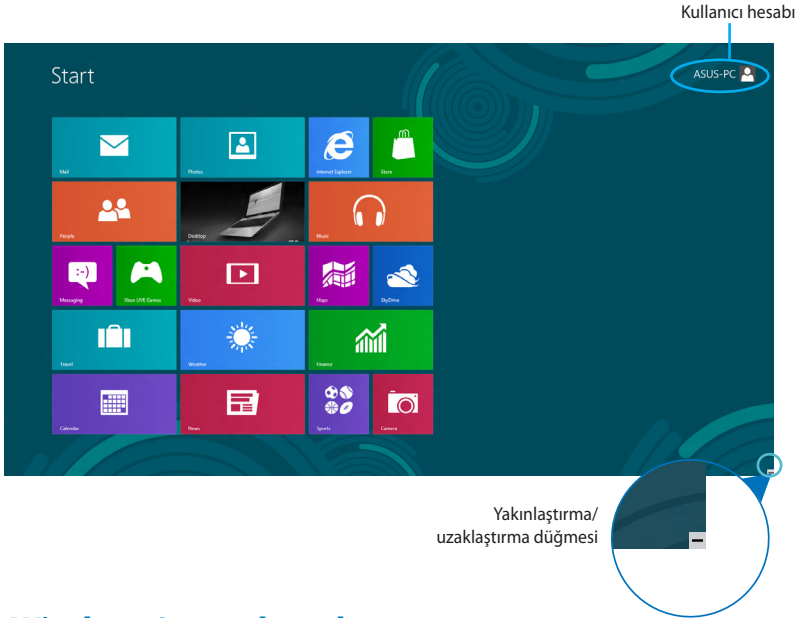 Kullanıcı hesabı
Start
ASUS-PC
Mail
Photos
Internet Explorer
Store
People
Desktop
Music
Messaging
Xbox LIVE Games
Video
Maps
SkyDrive
Travel
Weather
Finance
Calendar
News
Sports
Camera
Yakınlaştırma/
uzaklaştırma düğmesi